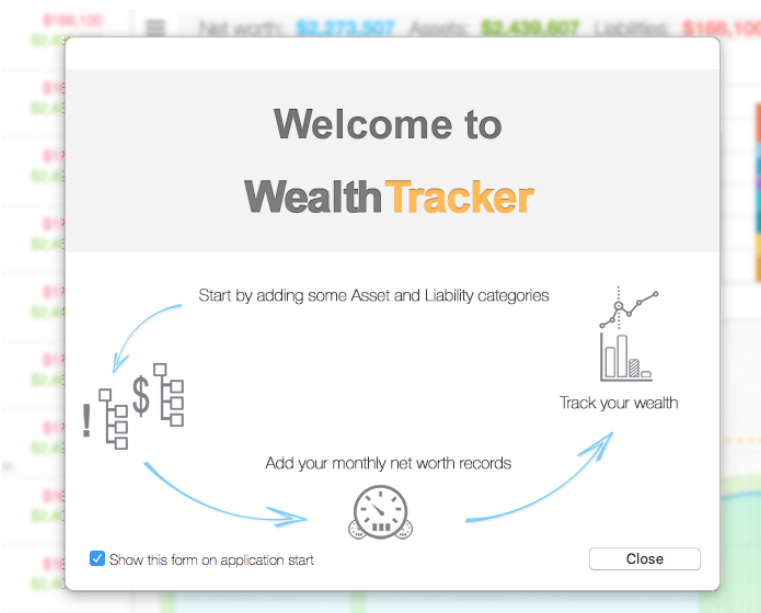 $166,100
Net worth: $2,273,507 Assets: $2,439,607 Liabilities: $166,100
Welcome to
WealthTracker
Start by adding some Asset and Liability categories
! $
Track your wealth
Add your monthly net worth records
Show this form on application start
Close